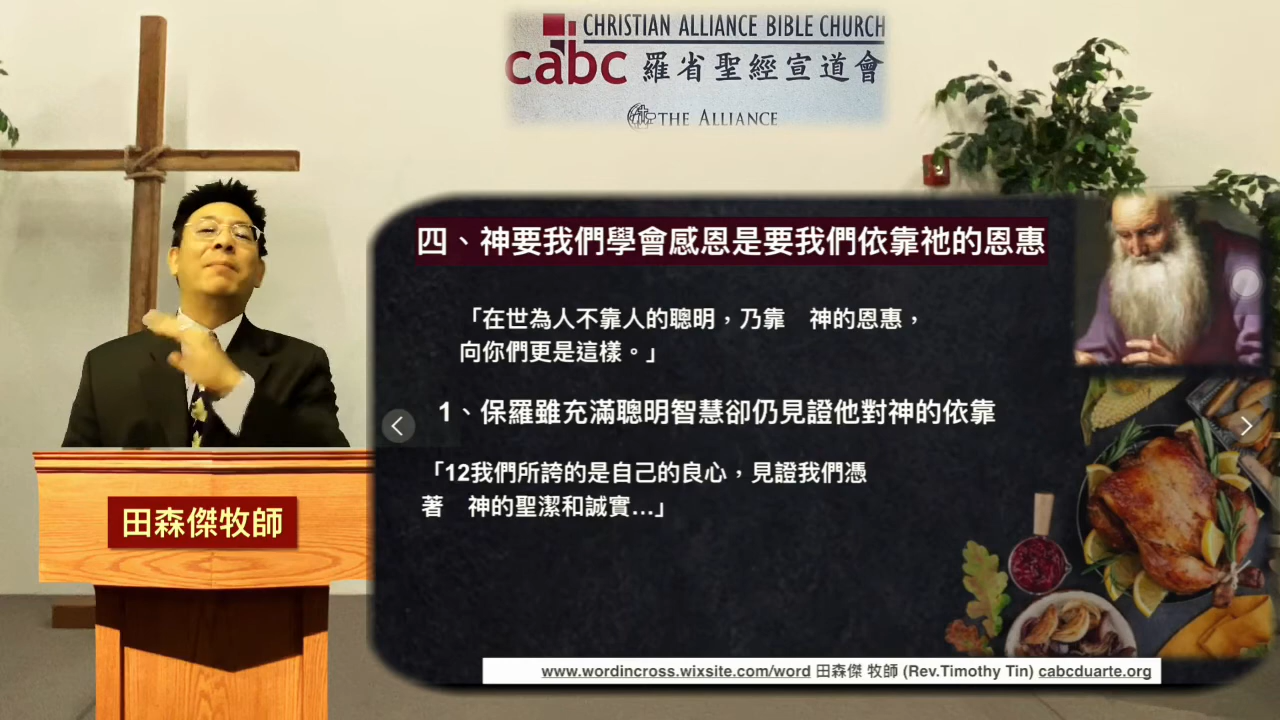 CHRISTIAN ALLIANCE BIBLE CHURCH
cabc 羅省聖經宣道會
THE ALLIANCE
四、神要我們學會感恩是要我們依靠祂的恩惠
「在世為人不靠人的聰明，乃靠　神的恩惠，
向你們更是這樣。」
1、保羅雖充滿聰明智慧卻仍見證他對神的依靠
「12我們所誇的是自己的良心，見證我們憑
著　神的聖潔和誠實...」
田森傑牧師
www.wordincross.wixsite.com/word 田森傑 牧師 (Rev.Timothy Tin) cabcduarte.org